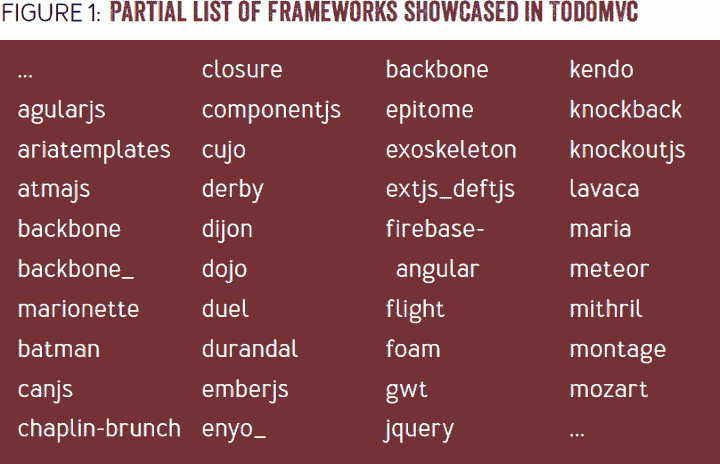 FIGURE 1: PARTIAL LIST OF FRAMEWORKS SHOWCASED IN TODOMVC
...
agularjs
ariatemplates
atmajs
backbone
backbone_
marionette
batman
canjs
chaplin-brunch
closure
componentjs
cujo
derby
dijon
dojo
duel
durandal
emberjs
enyo_
backbone
epitome
exoskeleton
extjs_deftjs
firebase-
angular
flight
foam
gwt
jquery
kendo
knockback
knockoutjs
lavaca
maria
meteor
mithril
montage
mozart
...